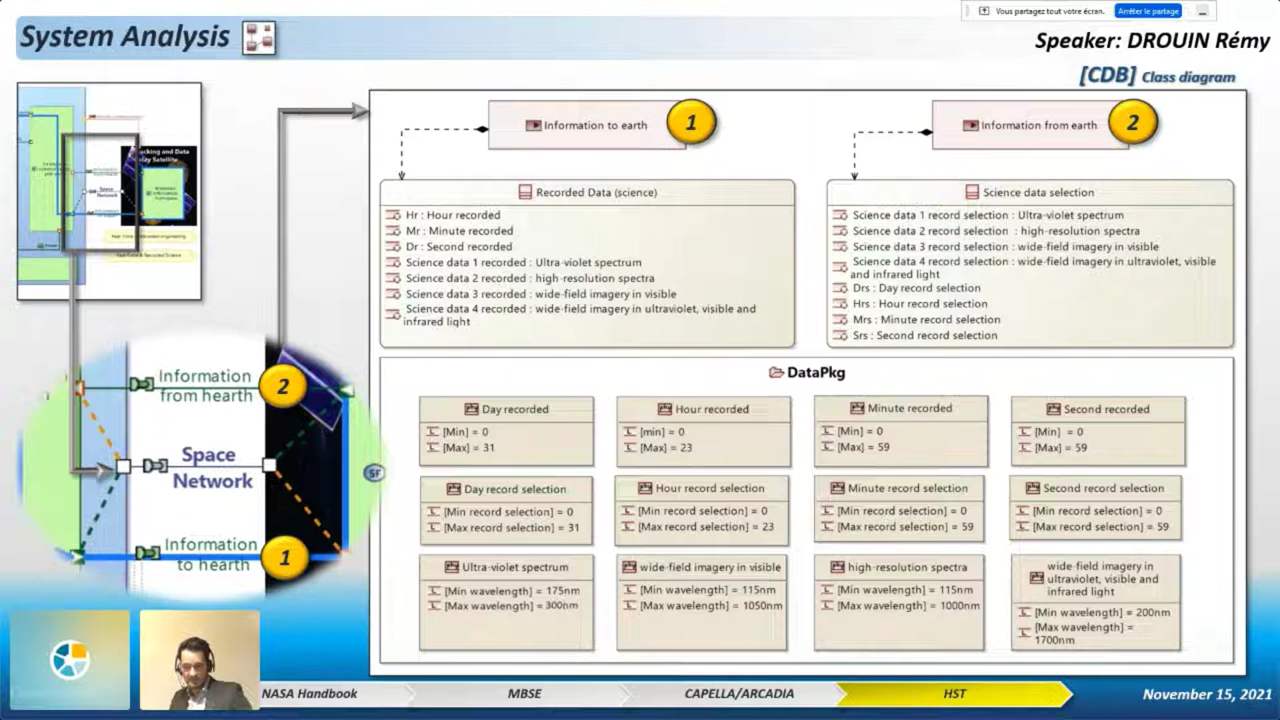 Vous partagez tout votre écran.
Arrêter le partage
System Analysis
Speaker: DROUIN Rémy
[CDB] Class diagram
Information to earth
1
Information from earth
2
Recorded Data (science)
Hr : Hour recorded
Mr : Minute recorded
Dr : Second recorded
Science data 1 recorded : Ultra-violet spectrum
Science data 2 recorded : high-resolution spectra
Science data 3 recorded : wide-field imagery in visible
Science data 4 recorded : wide-field imagery in ultraviolet, visible and
infrared light
Science data selection
Science data 1 record selection : Ultra-violet spectrum
Science data 2 record selection : high-resolution spectra
Science data 3 record selection : wide-field imagery in visible
Science data 4 record selection : wide-field imagery in ultraviolet, visible
and infrared light
Drs : Day record selection
Hrs : Hour record selection
Mrs : Minute record selection
Srs : Second record selection
Space
Network
Information
from hearth
2
Space
Network
SF
Information
to hearth
1
DataPkg
Day recorded
[Min] = 0
[Max] = 31
Hour recorded
[min] = 0
[Max] = 23
Minute recorded
[Min] = 0
[Max] = 59
Second recorded
[Min] = 0
[Max] = 59
Day record selection
[Min record selection] = 0
[Max record selection] = 31
Hour record selection
[Min record selection] = 0
[Max record selection] = 23
Minute record selection
[Min record selection] = 0
[Max record selection] = 59
Second record selection
[Min record selection] = 0
[Max record selection] = 59
Ultra-violet spectrum
[Min wavelength] = 175nm
[Max wavelength] = 300nm
wide-field imagery in visible
[Min wavelength] = 115nm
[Max wavelength] = 1050nm
high-resolution spectra
[Min wavelength] = 115nm
[Max wavelength] = 1000nm
wide-field imagery in
ultraviolet, visible and
infrared light
[Min wavelength] = 200nm
[Max wavelength] =
1700nm
NASA Handbook
MBSE
CAPELLA/ARCADIA
HST
November 15, 2021